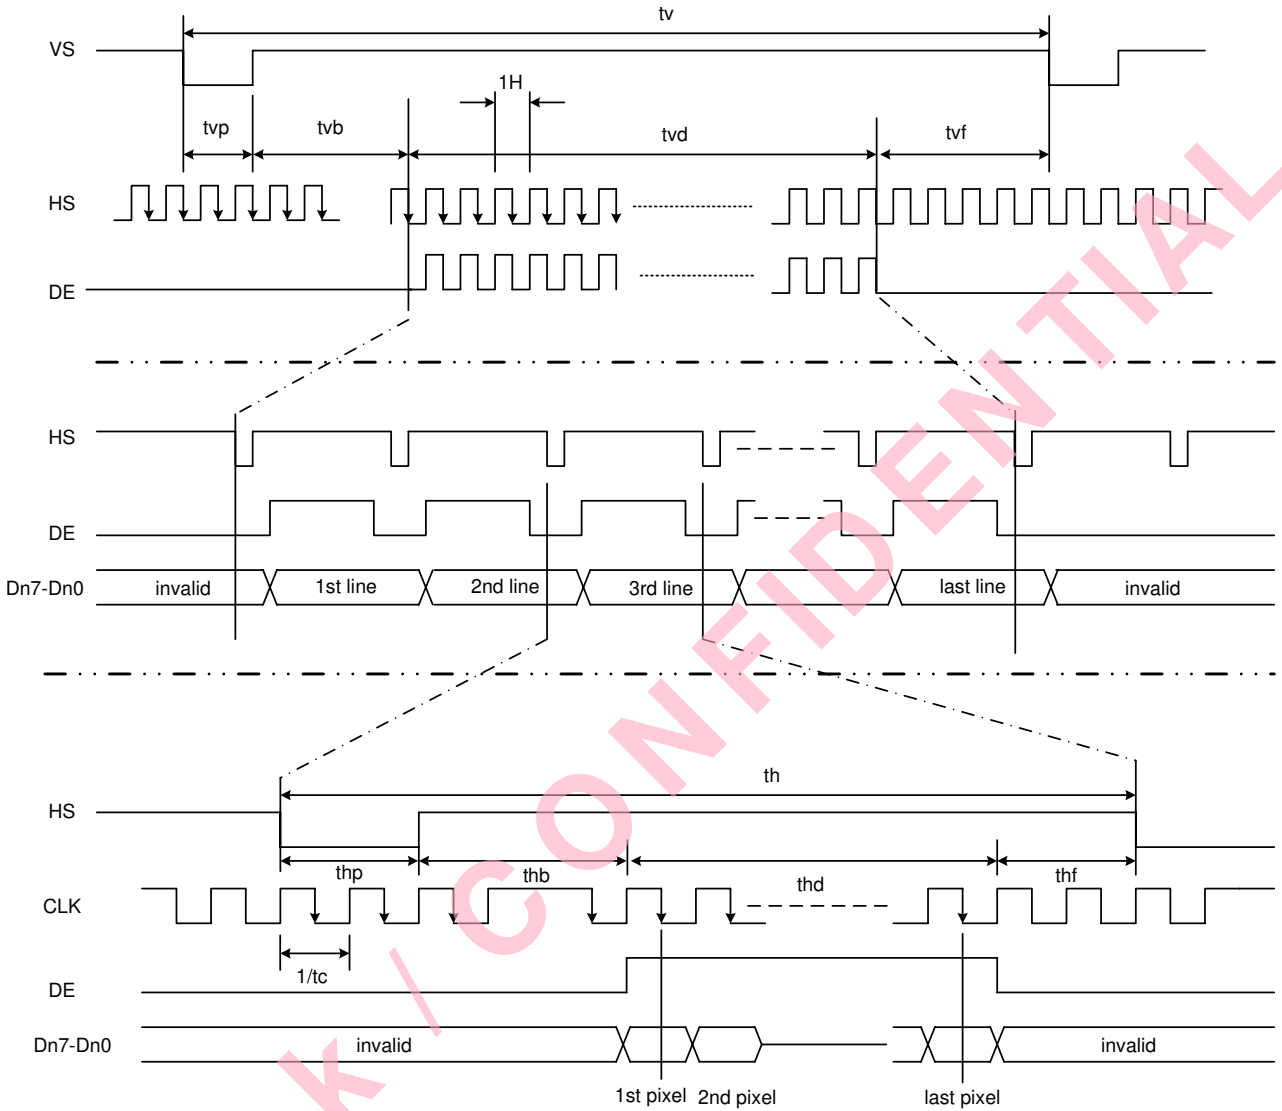 tv
VS
1H
tvp
tvb
tvd
tvf
HS
DE
HS
DE
Dn7-Dn0
invalid
1st line
2nd line
3rd line
last line
invalid
th
HS
thp
thb
thd
thf
CLK
1/tc
DE
Dn7-Dn0
invalid
invalid
1st pixel
2nd pixel
last pixel
k / CONFIDENTIAL